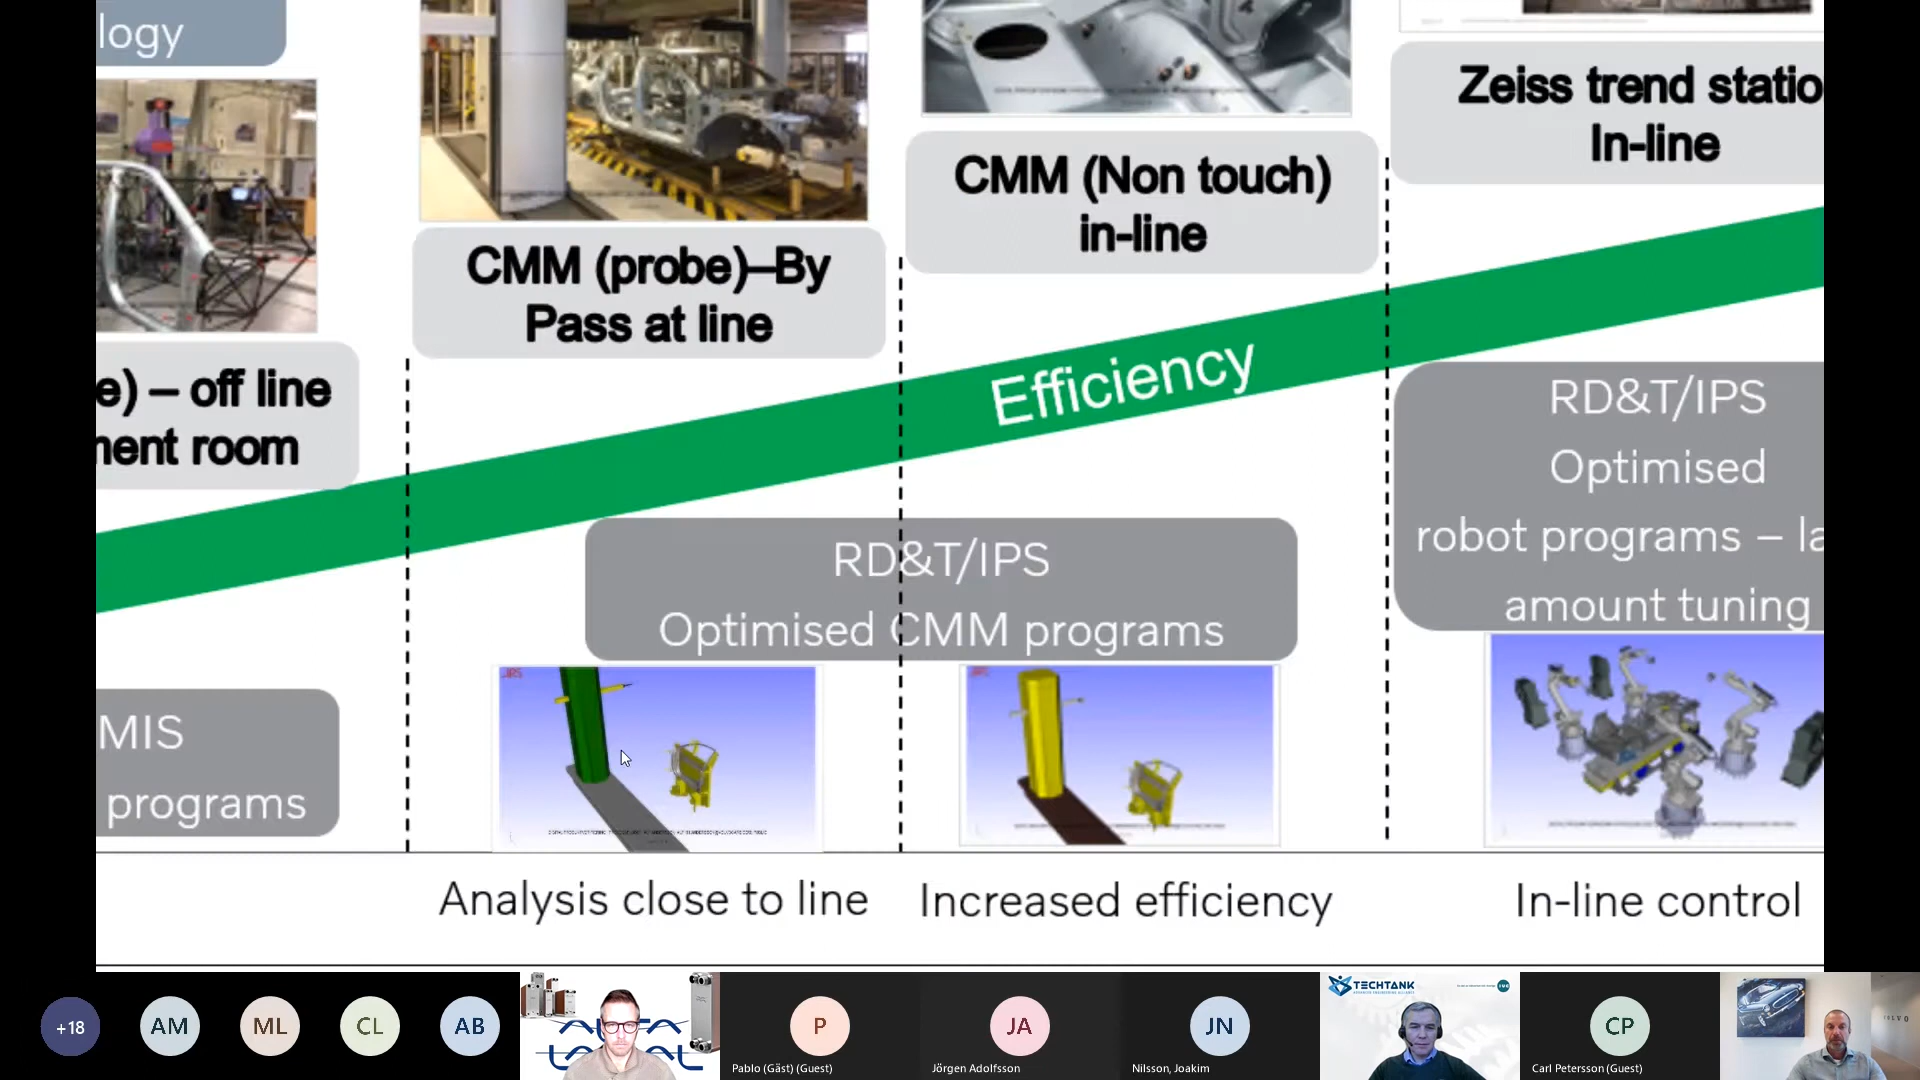 logy
Zeiss trend statio
In-line
CMM (Non touch)
in-line
CMM (probe)–By
Pass at line
e) – off line
ment room
Efficiency
RD&T/IPS
Optimised
robot programs – la
amount tuning
RD&T/IPS
Optimised CMM programs
MIS
programs
Analysis close to line
Increased efficiency
In-line control
+18
AM
ML
CL
AB
ALFA
LAVAL
P
Pablo (Gäst) (Guest)
JA
Jörgen Adolfsson
JN
Nilsson, Joakim
TECHTANK
CP
Carl Petersson (Guest)